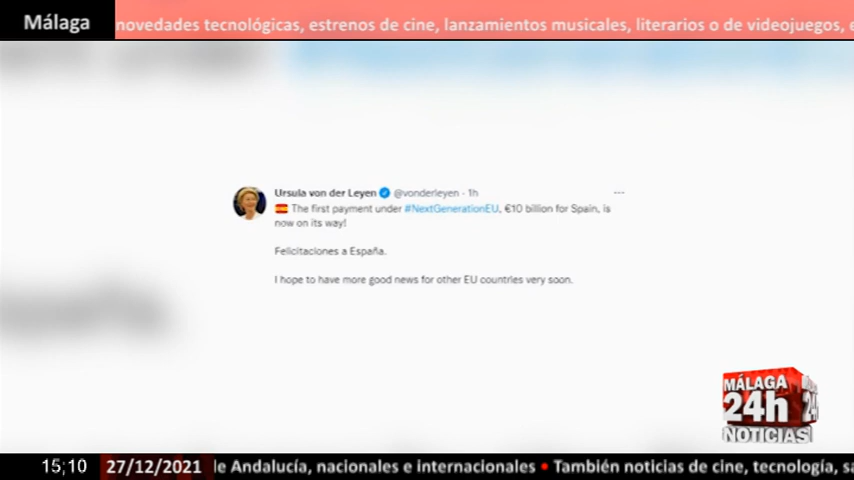 Málaga
novedades tecnológicas, estrenos de cine, lanzamientos musicales, literarios o de videojuegos, e
Ursula von der Leyen @vonderleyen · 1h
The first payment under #NextGenerationEU, €10 billion for Spain, is
now on its way!
Felicitaciones a España.
I hope to have more good news for other EU countries very soon.
MÁLAGA
24h
NOTICIAS
15:10 27/12/2021 de Andalucía, nacionales e internacionales • También noticias de cine, tecnología, sa